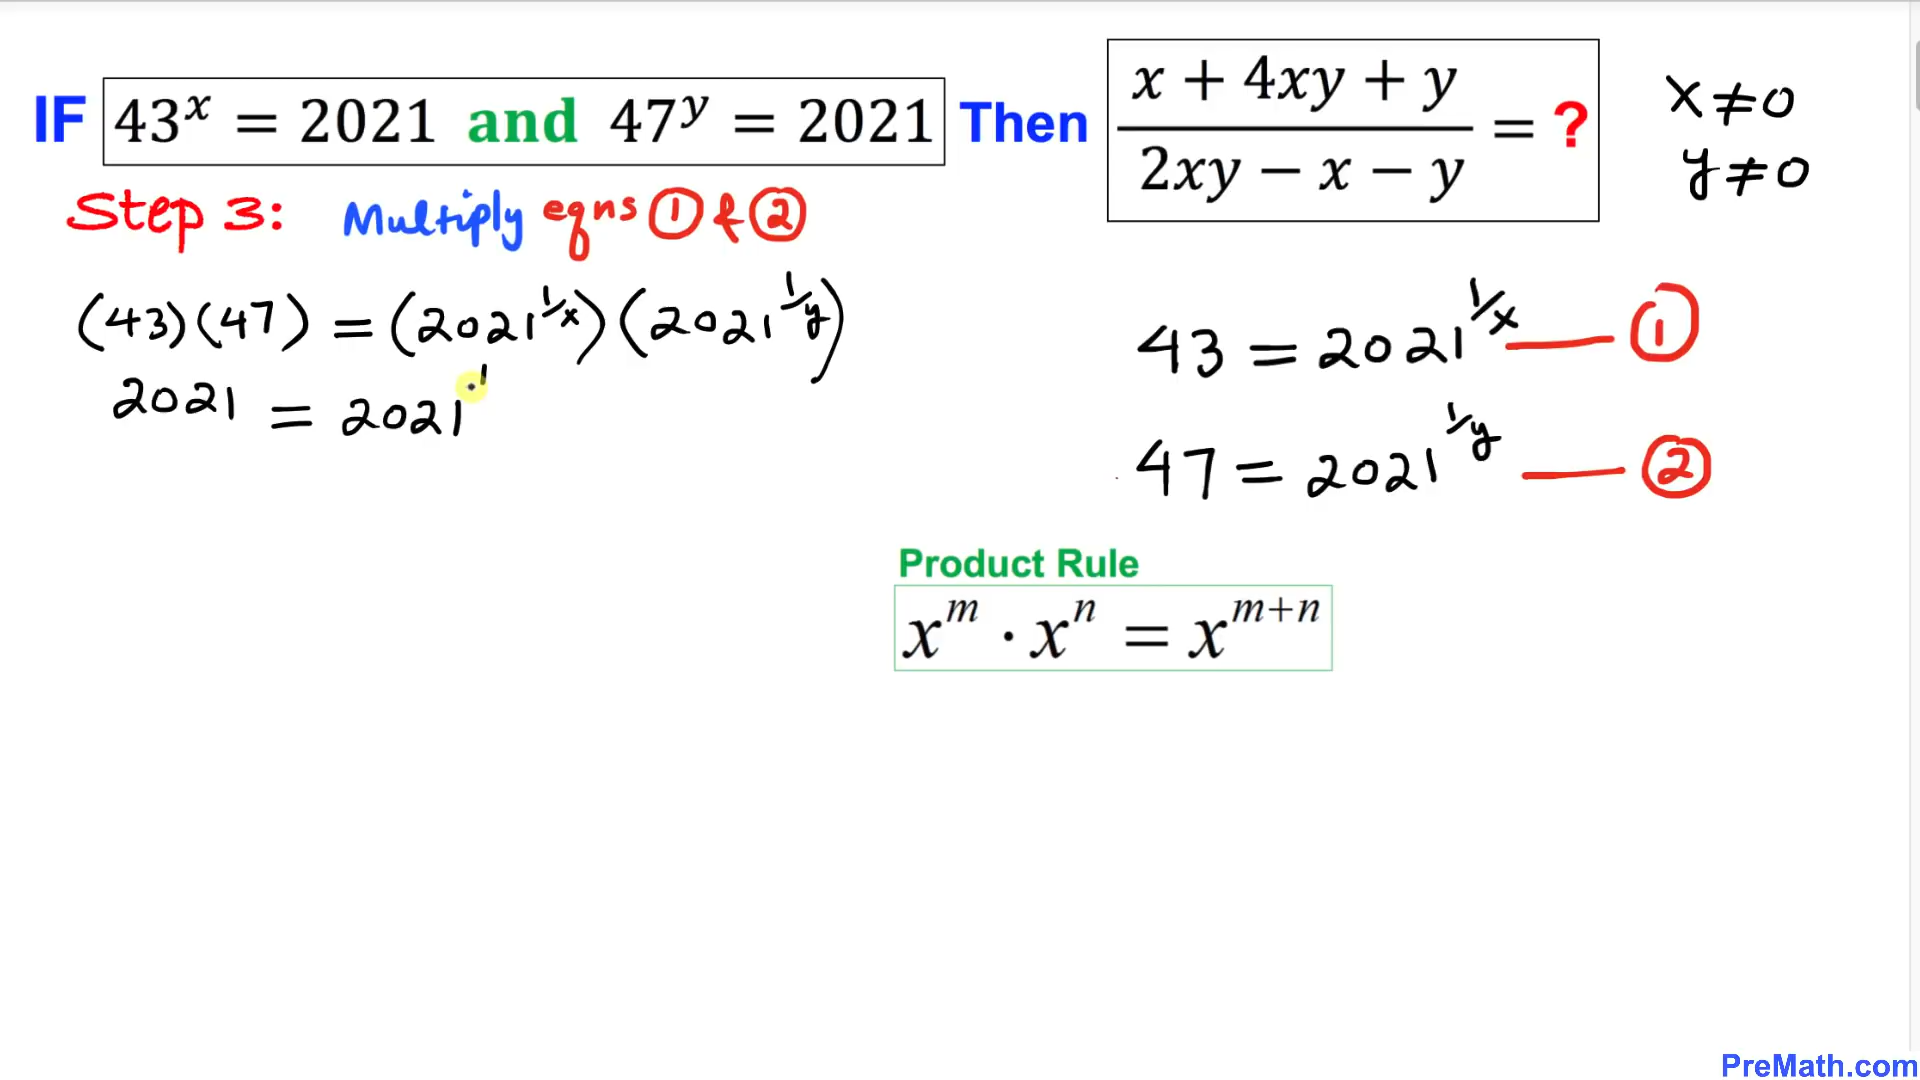 IF 43^x = 2021 and 47^y = 2021 Then (x + 4xy + y)/(2xy − x − y) = ?
x ≠ 0
y ≠ 0
Step 3: Multiply eqns ① & ②
(43)(47) = (2021^1/x)(2021^1/y)
2021 = 2021^1
43 = 2021^1/x — ①
47 = 2021^1/y — ②
Product Rule
x^m · x^n = x^(m+n)
PreMath.com